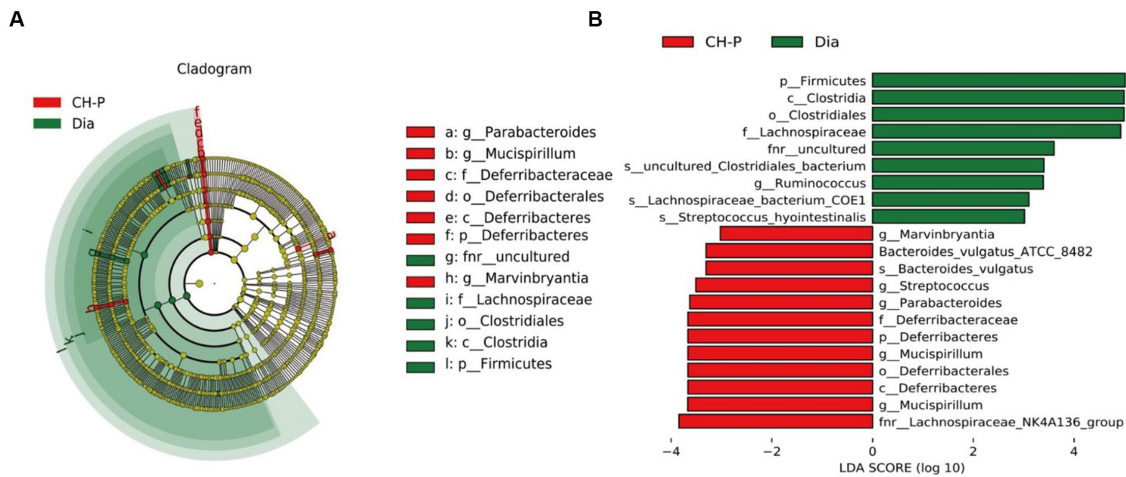 A
B
Cladogram
CH-P
Dia
a: g__Parabacteroides
b: g__Mucispirillum
c: f__Deferribacteraceae
d: o__Deferribacterales
e: c__Deferribacteres
f: p__Deferribacteres
g: fnr__uncultured
h: g__Marvinbryantia
i: f__Lachnospiraceae
j: o__Clostridiales
k: c__Clostridia
l: p__Firmicutes
CH-P Dia
p__Firmicutes
c__Clostridia
o__Clostridiales
f__Lachnospiraceae
fnr__uncultured
s__uncultured_Clostridiales_bacterium
g__Ruminococcus
s__Lachnospiraceae_bacterium_COE1
s__Streptococcus_hyointestinalis
g__Marvinbryantia
Bacteroides_vulgatus_ATCC_8482
s__Bacteroides_vulgatus
g__Streptococcus
g__Parabacteroides
f__Deferribacteraceae
p__Deferribacteres
g__Mucispirillum
o__Deferribacterales
c__Deferribacteres
g__Mucispirillum
fnr__Lachnospiraceae_NK4A136_group
−4 −2 0 2 4
LDA SCORE (log 10)